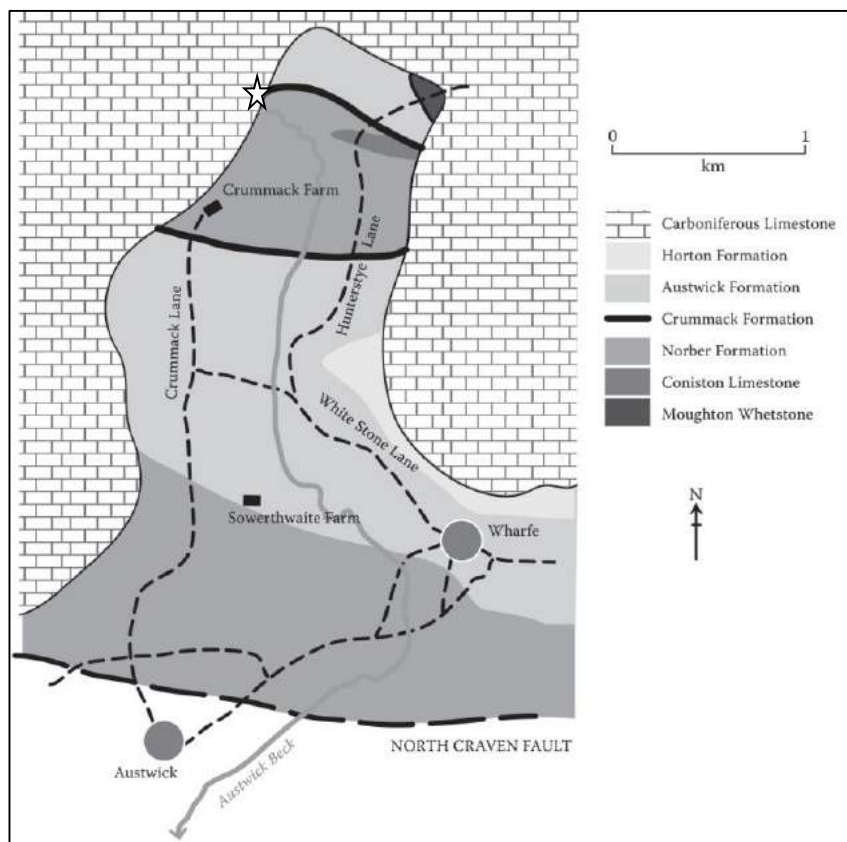 Crummack Farm
Crummack Lane
Hunterstye Lane
White Stone Lane
Sowerthwaite Farm
Wharfe
Austwick
Austwick Beck
NORTH CRAVEN FAULT
0 1
km
Carboniferous Limestone
Horton Formation
Austwick Formation
Crummack Formation
Norber Formation
Coniston Limestone
Moughton Whetstone
N